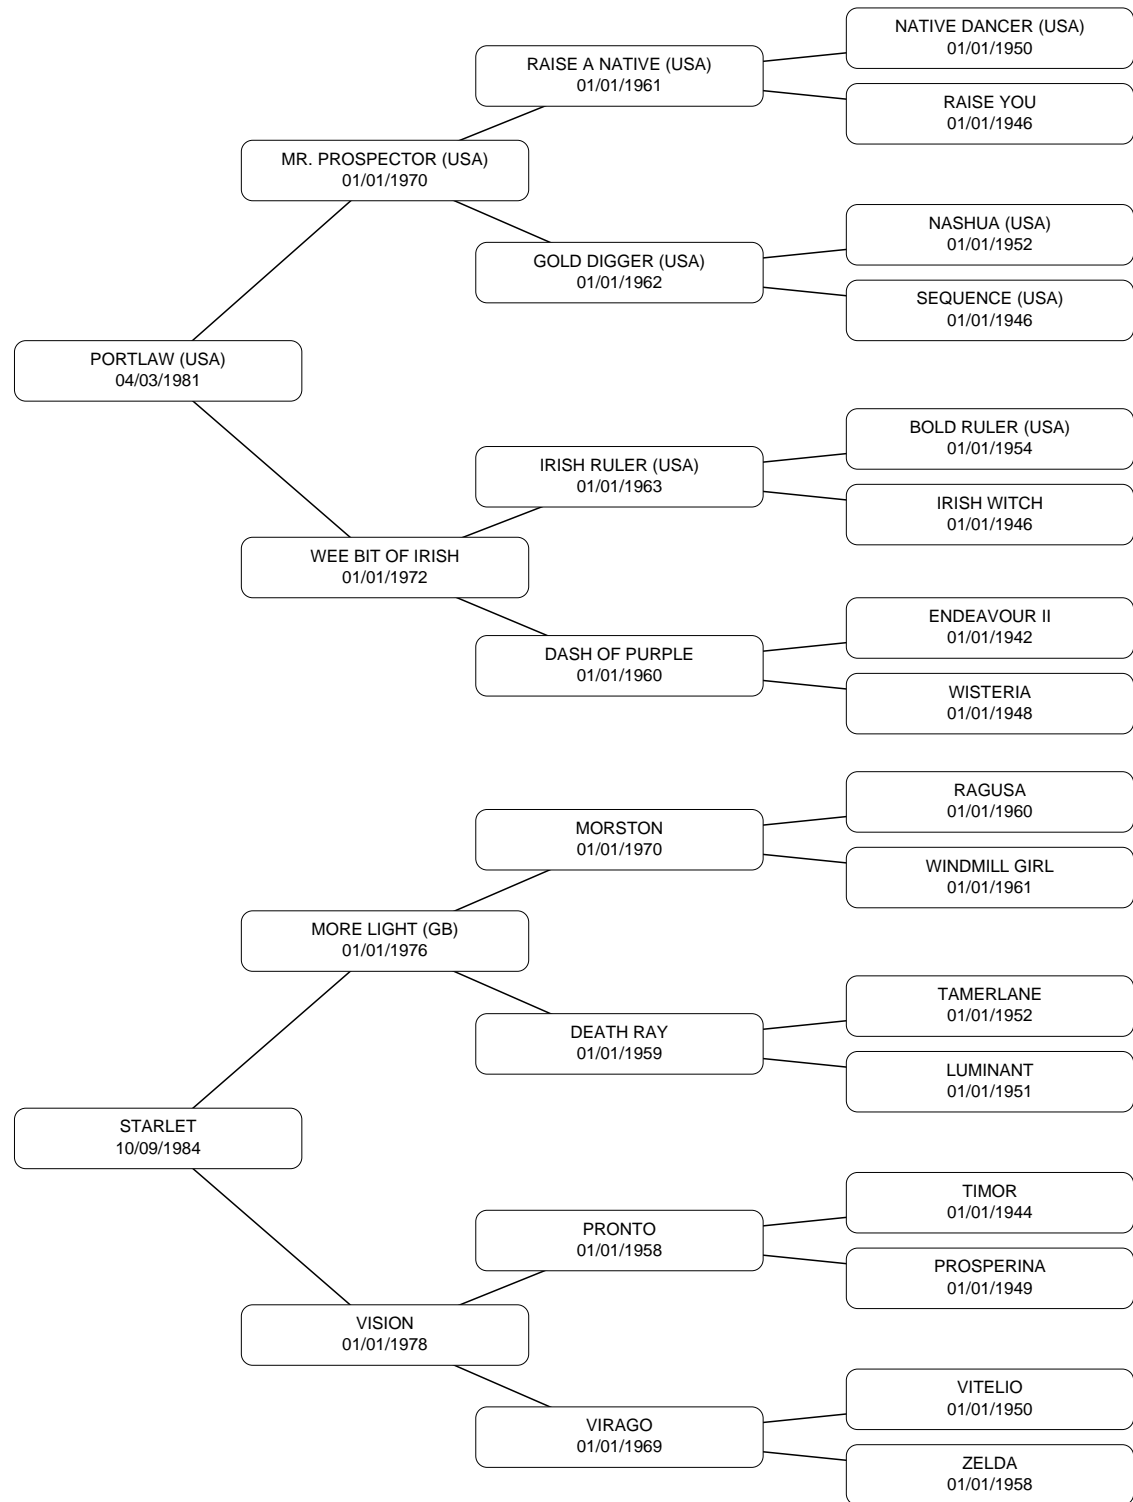 NATIVE DANCER (USA)
01/01/1950
RAISE A NATIVE (USA)
01/01/1961
RAISE YOU
01/01/1946
MR. PROSPECTOR (USA)
01/01/1970
NASHUA (USA)
01/01/1952
GOLD DIGGER (USA)
01/01/1962
SEQUENCE (USA)
01/01/1946
PORTLAW (USA)
04/03/1981
BOLD RULER (USA)
01/01/1954
IRISH RULER (USA)
01/01/1963
IRISH WITCH
01/01/1946
WEE BIT OF IRISH
01/01/1972
ENDEAVOUR II
01/01/1942
DASH OF PURPLE
01/01/1960
WISTERIA
01/01/1948
RAGUSA
01/01/1960
MORSTON
01/01/1970
WINDMILL GIRL
01/01/1961
MORE LIGHT (GB)
01/01/1976
TAMERLANE
01/01/1952
DEATH RAY
01/01/1959
LUMINANT
01/01/1951
STARLET
10/09/1984
TIMOR
01/01/1944
PRONTO
01/01/1958
PROSPERINA
01/01/1949
VISION
01/01/1978
VITELIO
01/01/1950
VIRAGO
01/01/1969
ZELDA
01/01/1958